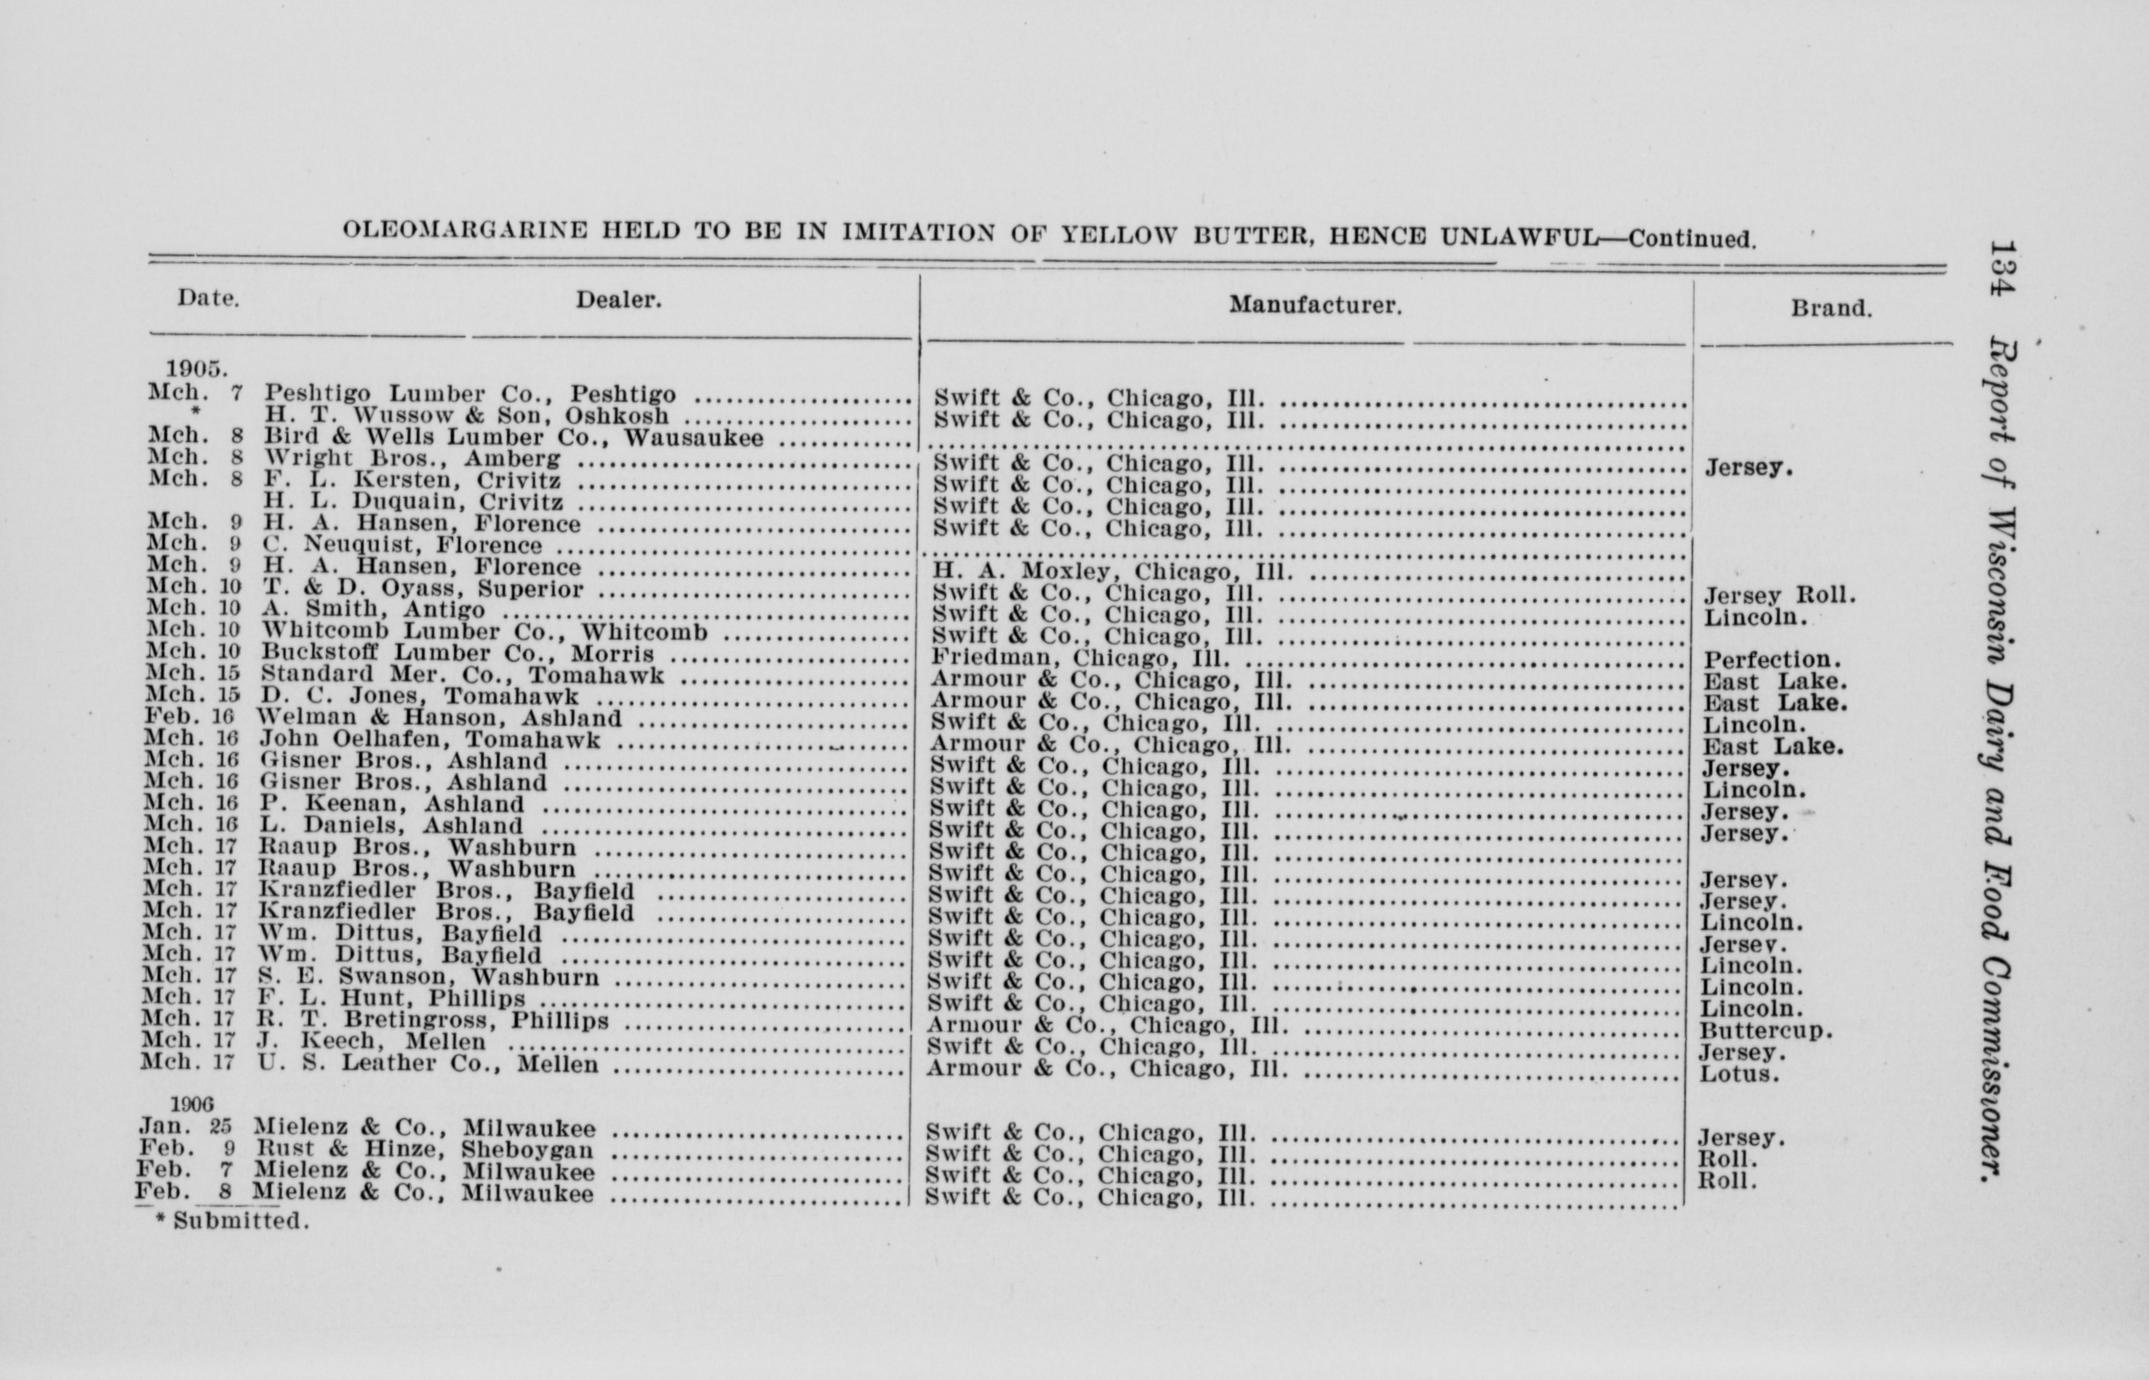 OLEOMARGARINE HELD TO BE IN IMITATION OF YELLOW BUTTER, HENCE UNLAWFUL—Continued.
Date. Dealer. Manufacturer. Brand.
1905.
Mch. 7 Peshtigo Lumber Co., Peshtigo Swift & Co., Chicago, Ill.
* H. T. Wussow & Son, Oshkosh Swift & Co., Chicago, Ill.
Mch. 8 Bird & Wells Lumber Co., Wausaukee
Mch. 8 Wright Bros., Amberg Swift & Co., Chicago, Ill. Jersey.
Mch. 8 F. L. Kersten, Crivitz Swift & Co., Chicago, Ill.
H. L. Duquain, Crivitz Swift & Co., Chicago, Ill.
Mch. 9 H. A. Hansen, Florence Swift & Co., Chicago, Ill.
Mch. 9 C. Neuquist, Florence
Mch. 9 H. A. Hansen, Florence H. A. Moxley, Chicago, Ill.
Mch. 10 T. & D. Oyass, Superior Swift & Co., Chicago, Ill. Jersey Roll.
Mch. 10 A. Smith, Antigo Swift & Co., Chicago, Ill. Lincoln.
Mch. 10 Whitcomb Lumber Co., Whitcomb Swift & Co., Chicago, Ill.
Mch. 10 Buckstoff Lumber Co., Morris Friedman, Chicago, Ill. Perfection.
Mch. 15 Standard Mer. Co., Tomahawk Armour & Co., Chicago, Ill. East Lake.
Mch. 15 D. C. Jones, Tomahawk Armour & Co., Chicago, Ill. East Lake.
Feb. 16 Welman & Hanson, Ashland Swift & Co., Chicago, Ill. Lincoln.
Mch. 16 John Oelhafen, Tomahawk Armour & Co., Chicago, Ill. East Lake.
Mch. 16 Gisner Bros., Ashland Swift & Co., Chicago, Ill. Jersey.
Mch. 16 Gisner Bros., Ashland Swift & Co., Chicago, Ill. Lincoln.
Mch. 16 P. Keenan, Ashland Swift & Co., Chicago, Ill. Jersey.
Mch. 16 L. Daniels, Ashland Swift & Co., Chicago, Ill. Jersey.
Mch. 17 Raaup Bros., Washburn Swift & Co., Chicago, Ill.
Mch. 17 Raaup Bros., Washburn Swift & Co., Chicago, Ill. Jersey.
Mch. 17 Kranzfiedler Bros., Bayfield Swift & Co., Chicago, Ill. Jersey.
Mch. 17 Kranzfiedler Bros., Bayfield Swift & Co., Chicago, Ill. Lincoln.
Mch. 17 Wm. Dittus, Bayfield Swift & Co., Chicago, Ill. Jersey.
Mch. 17 Wm. Dittus, Bayfield Swift & Co., Chicago, Ill. Lincoln.
Mch. 17 S. E. Swanson, Washburn Swift & Co., Chicago, Ill. Lincoln.
Mch. 17 F. L. Hunt, Phillips Swift & Co., Chicago, Ill. Lincoln.
Mch. 17 R. T. Bretingross, Phillips Armour & Co., Chicago, Ill. Buttercup.
Mch. 17 J. Keech, Mellen Swift & Co., Chicago, Ill. Jersey.
Mch. 17 U. S. Leather Co., Mellen Armour & Co., Chicago, Ill. Lotus.
1906
Jan. 25 Mielenz & Co., Milwaukee Swift & Co., Chicago, Ill. Jersey.
Feb. 9 Rust & Hinze, Sheboygan Swift & Co., Chicago, Ill. Roll.
Feb. 7 Mielenz & Co., Milwaukee Swift & Co., Chicago, Ill. Roll.
Feb. 8 Mielenz & Co., Milwaukee Swift & Co., Chicago, Ill.
* Submitted.
134 Report of Wisconsin Dairy and Food Commissioner.